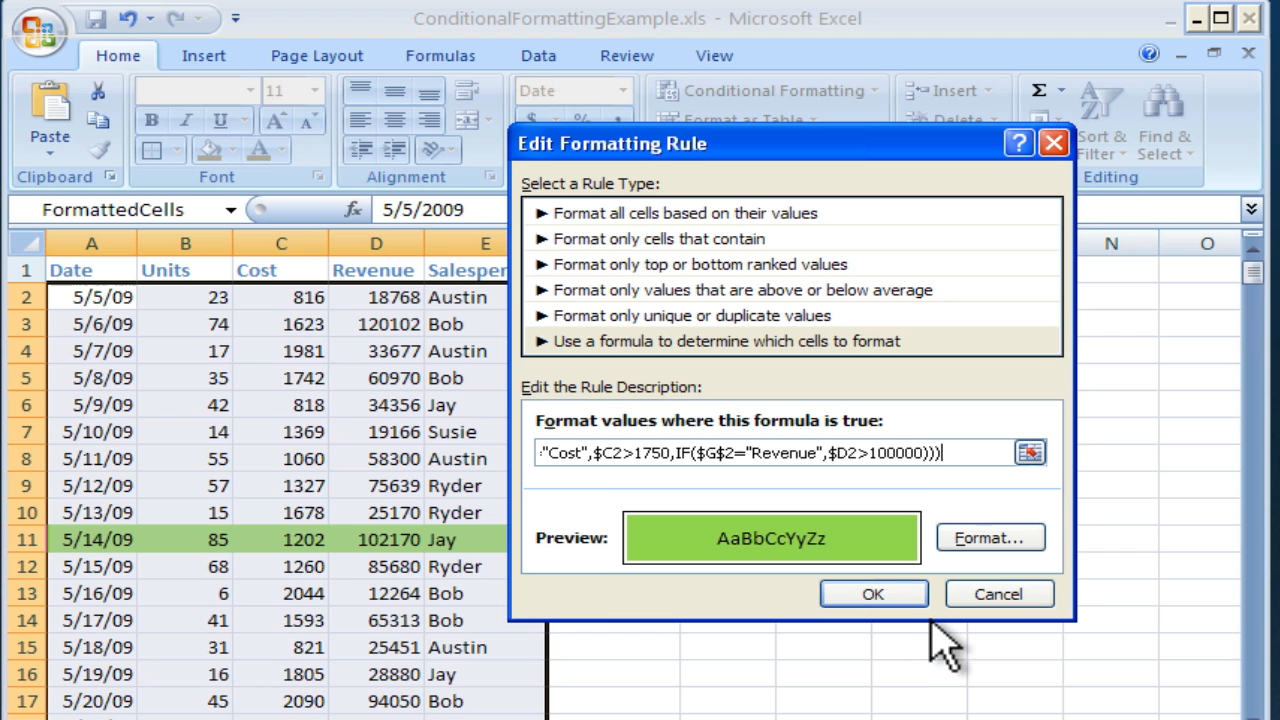 ConditionalFormattingExample.xls - Microsoft Excel
Home Insert Page Layout Formulas Data Review View
11 Date Conditional Formatting Insert Σ
Paste B I U A A $ % Format as Table Delete Sort & Filter Find & Select
Clipboard Font Alignment Editing
FormattedCells fx 5/5/2009
A B C D E N O
1 Date Units Cost Revenue Salesper
2 5/5/09 23 816 18768 Austin
3 5/6/09 74 1623 120102 Bob
4 5/7/09 17 1981 33677 Austin
5 5/8/09 35 1742 60970 Bob
6 5/9/09 42 818 34356 Jay
7 5/10/09 14 1369 19166 Susie
8 5/11/09 55 1060 58300 Austin
9 5/12/09 57 1327 75639 Ryder
10 5/13/09 15 1678 25170 Ryder
11 5/14/09 85 1202 102170 Jay
12 5/15/09 68 1260 85680 Ryder
13 5/16/09 6 2044 12264 Bob
14 5/17/09 41 1593 65313 Bob
15 5/18/09 31 821 25451 Austin
16 5/19/09 16 1805 28880 Jay
17 5/20/09 45 2090 94050 Bob
Edit Formatting Rule ?
Select a Rule Type:
► Format all cells based on their values
► Format only cells that contain
► Format only top or bottom ranked values
► Format only values that are above or below average
► Format only unique or duplicate values
► Use a formula to determine which cells to format
Edit the Rule Description:
Format values where this formula is true:
"Cost",$C2>1750,IF($G$2="Revenue",$D2>100000)))
Preview: AaBbCcYyZz Format...
OK Cancel